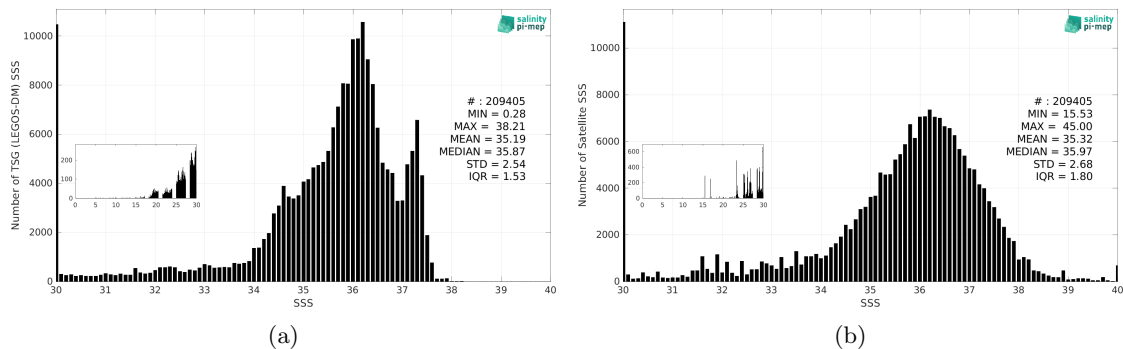 salinity
pi-mep
Number of TSG (LEGOS-DM) SSS
10000
8000
6000
4000
2000
0
# : 209405
MIN = 0.28
MAX = 38.21
MEAN = 35.19
MEDIAN = 35.87
STD = 2.54
IQR = 1.53
200
100
0
0 5 10 15 20 25 30
30 31 32 33 34 35 36 37 38 39 40
SSS
(a)
salinity
pi-mep
Number of Satellite SSS
10000
8000
6000
4000
2000
0
# : 209405
MIN = 15.53
MAX = 45.00
MEAN = 35.32
MEDIAN = 35.97
STD = 2.68
IQR = 1.80
600
400
200
0
0 5 10 15 20 25 30
30 31 32 33 34 35 36 37 38 39 40
SSS
(b)